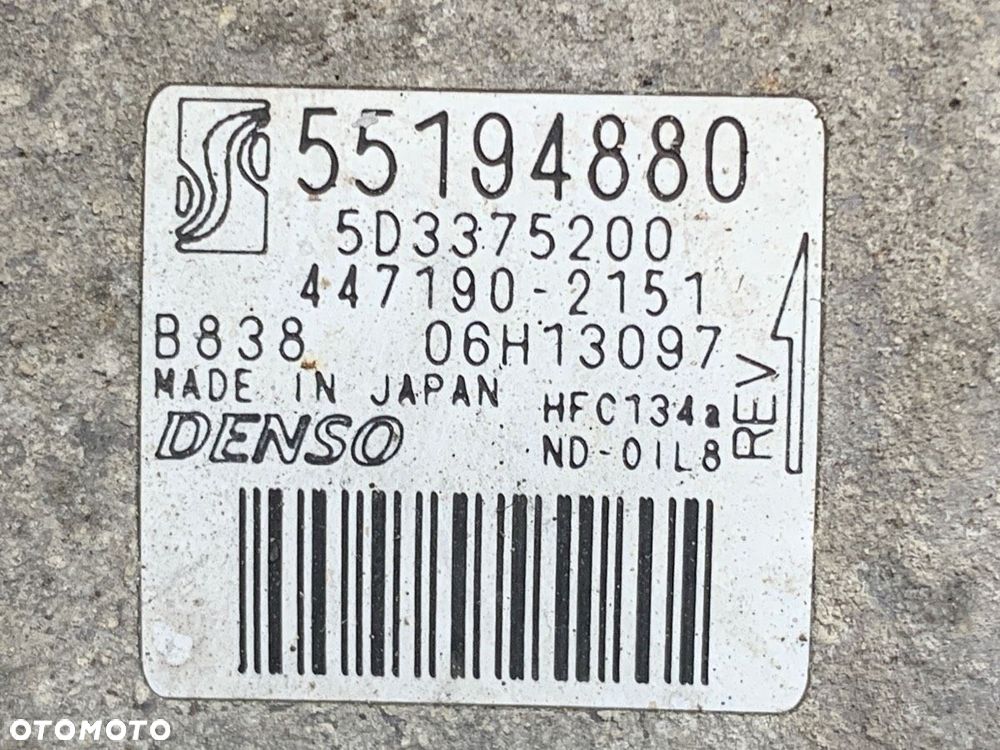 55194880
5D3375200
447190-2151
B838 06H13097
MADE IN JAPAN
HFC134a
DENSO
ND-OIL8
REV
OTOMOTO